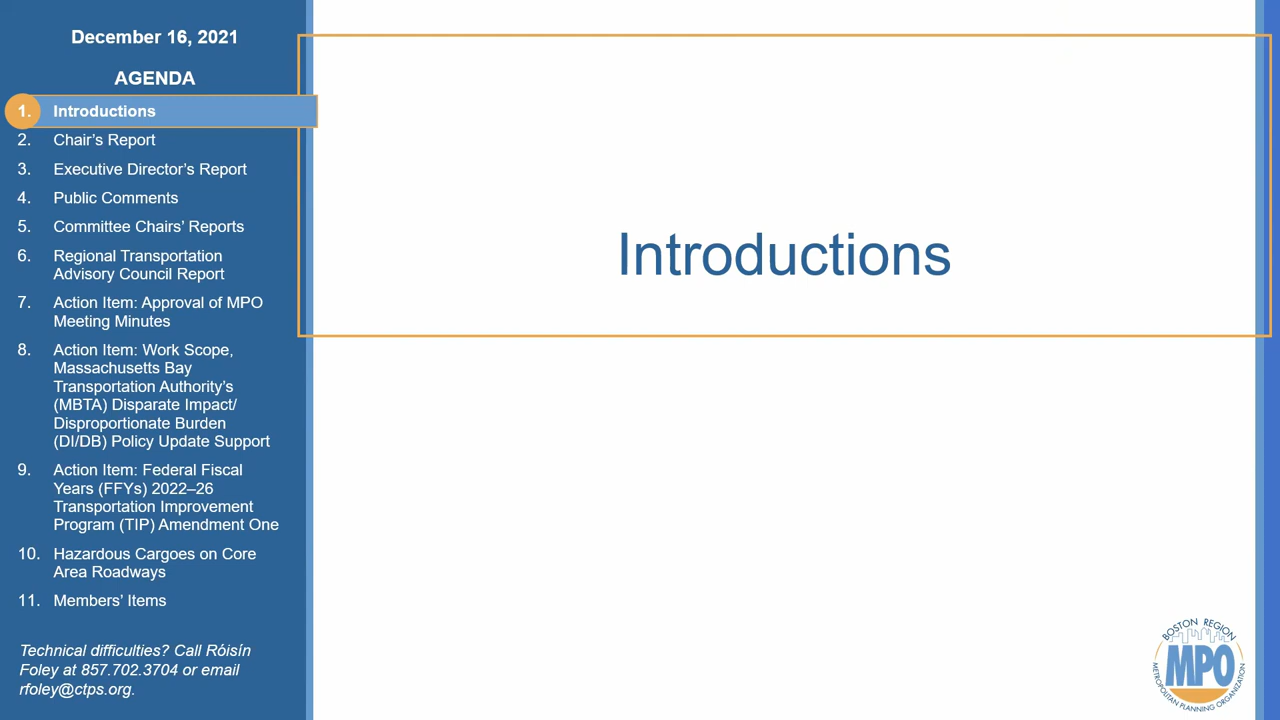 December 16, 2021
AGENDA
1. Introductions
2. Chair’s Report
3. Executive Director’s Report
4. Public Comments
5. Committee Chairs’ Reports
6. Regional Transportation
Advisory Council Report
7. Action Item: Approval of MPO
Meeting Minutes
8. Action Item: Work Scope,
Massachusetts Bay
Transportation Authority’s
(MBTA) Disparate Impact/
Disproportionate Burden
(DI/DB) Policy Update Support
9. Action Item: Federal Fiscal
Years (FFYs) 2022–26
Transportation Improvement
Program (TIP) Amendment One
10. Hazardous Cargoes on Core
Area Roadways
11. Members’ Items
Technical difficulties? Call Róisín
Foley at 857.702.3704 or email
rfoley@ctps.org.
Introductions
BOSTON REGION
MPO
METROPOLITAN PLANNING ORGANIZATION